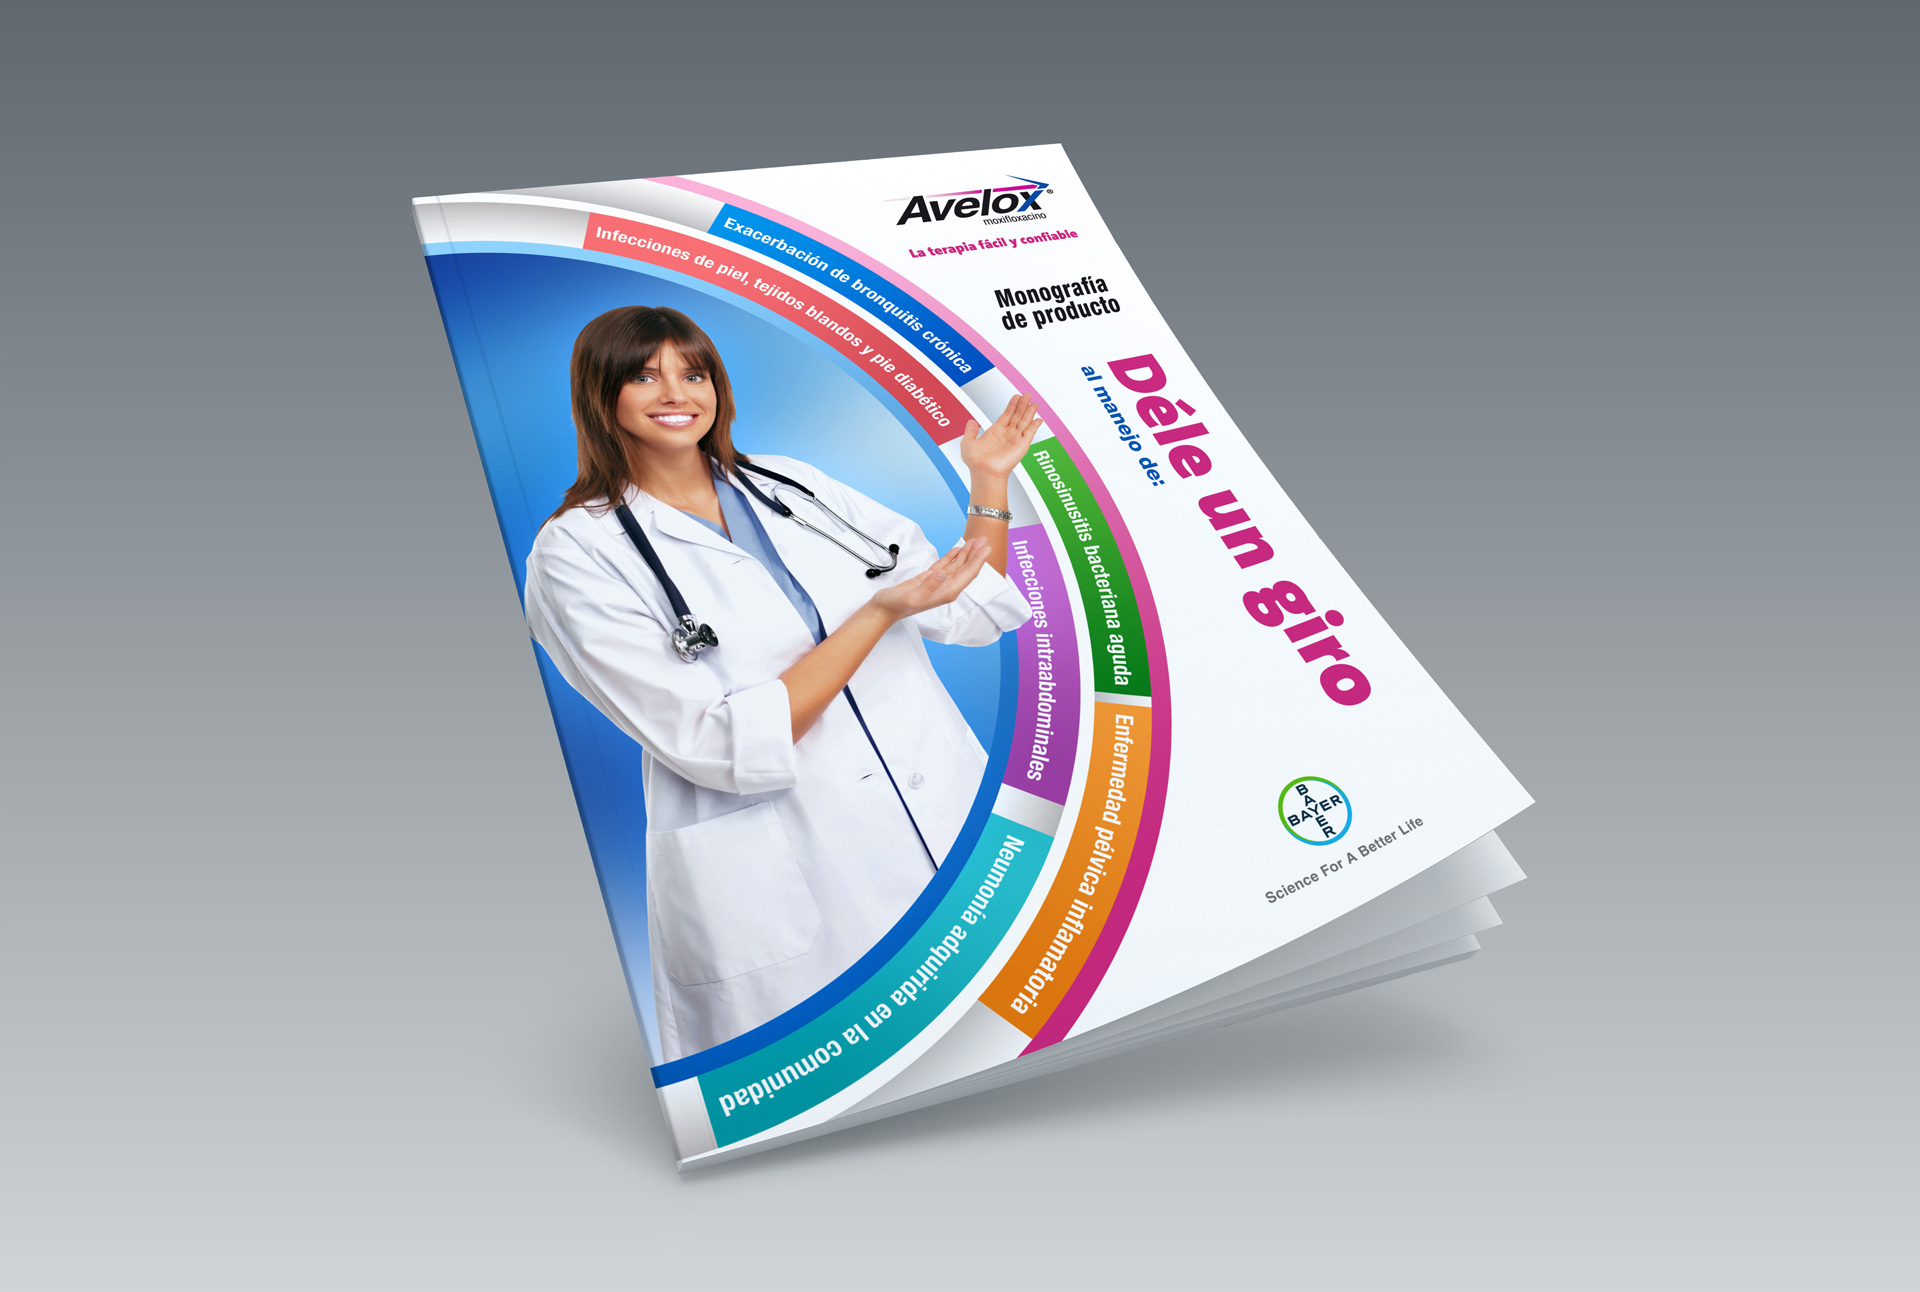 Avelox®
moxifloxacino
La terapia fácil y confiable
Monografía
de producto
Déle un giro
al manejo de:
Exacerbación de bronquitis crónica
Infecciones de piel, tejidos blandos y pie diabético
Rinosinusitis bacteriana aguda
Infecciones intraabdominales
Enfermedad pélvica inflamatoria
Neumonía adquirida en la comunidad
BAYER
BAYER
Science For A Better Life